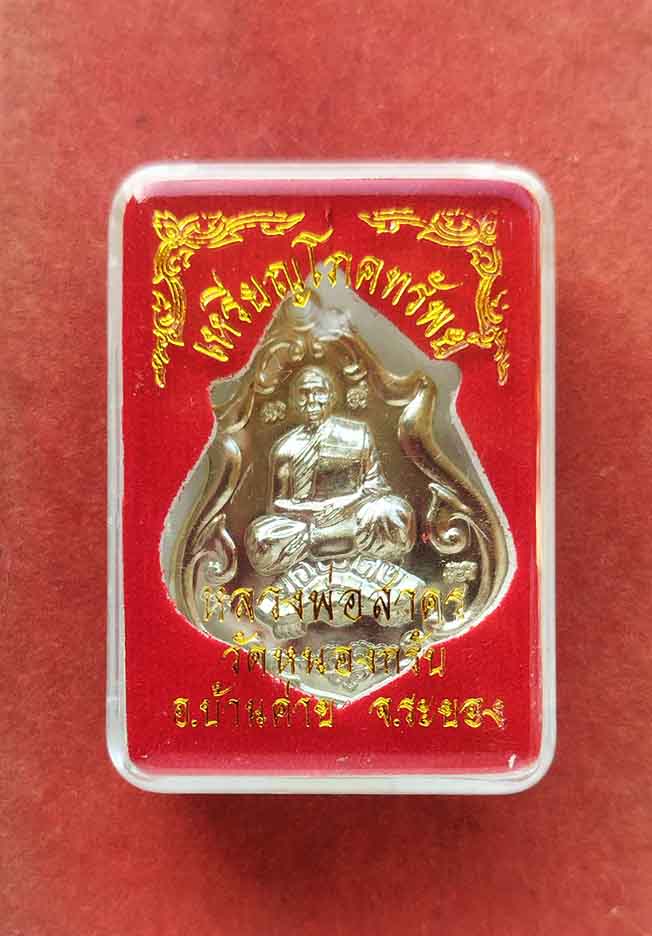 เหรียญโภคทรัพย์
หลวงพ่อสาคร
วัดหนองกรับ
อ.บ้านค่าย จ.ระยอง